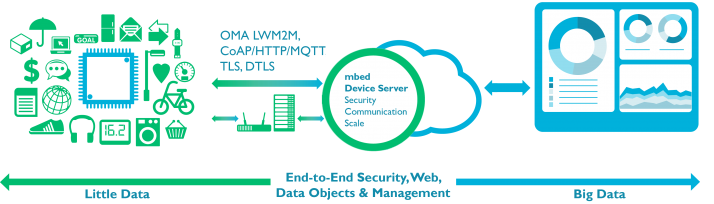 GOAL
16.2
OMA LWM2M,
CoAP/HTTP/MQTT
TLS, DTLS
mbed
Device Server
Security
Communication
Scale
Little Data
End-to-End Security, Web,
Data Objects & Management
Big Data